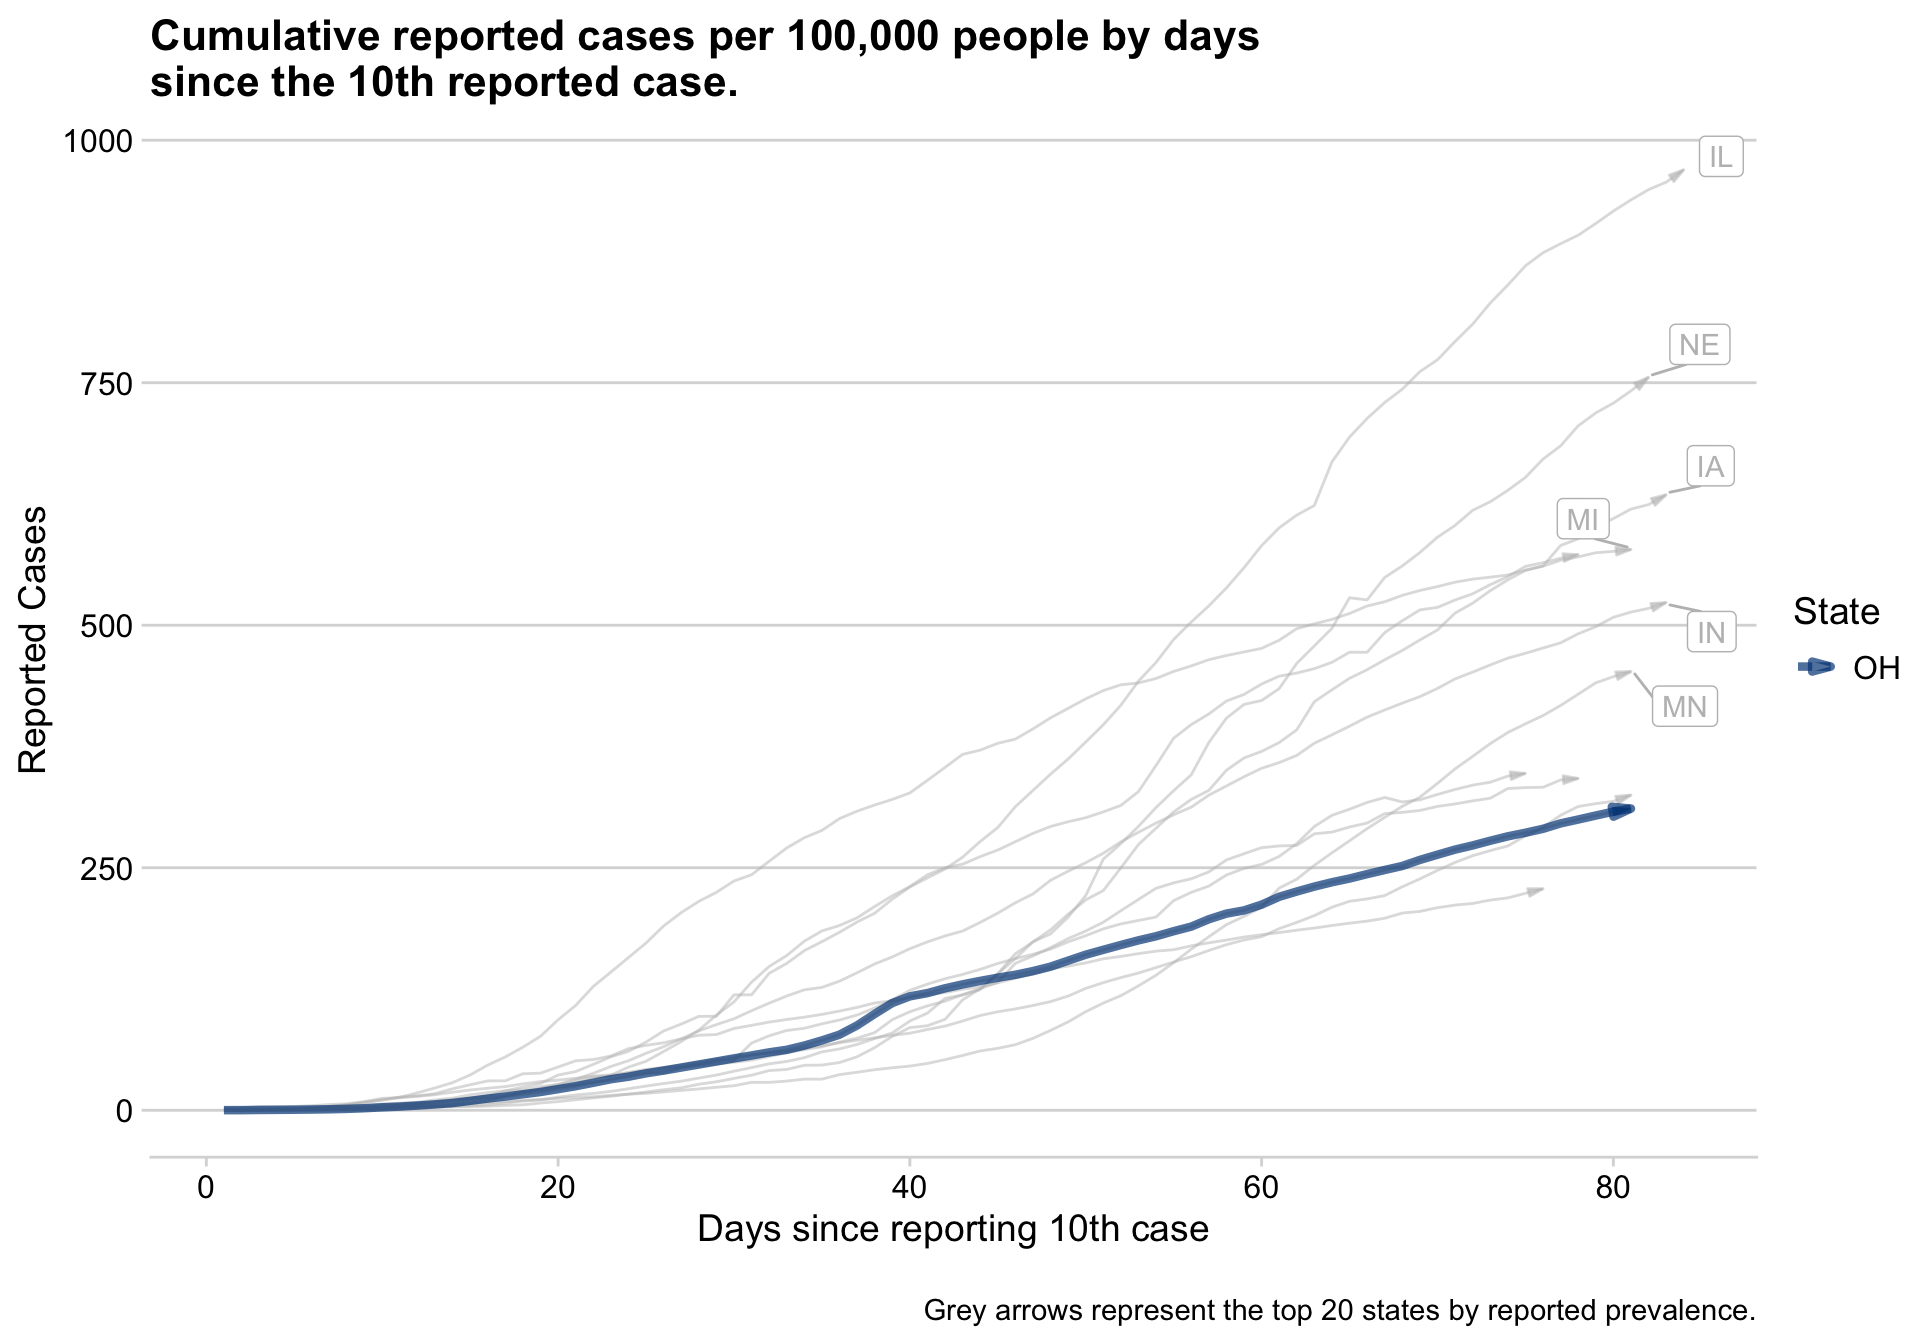 Cumulative reported cases per 100,000 people by days
since the 10th reported case.
1000
750
500
250
0
Reported Cases
IL
NE
IA
MI
IN
MN
State
OH
0 20 40 60 80
Days since reporting 10th case
Grey arrows represent the top 20 states by reported prevalence.